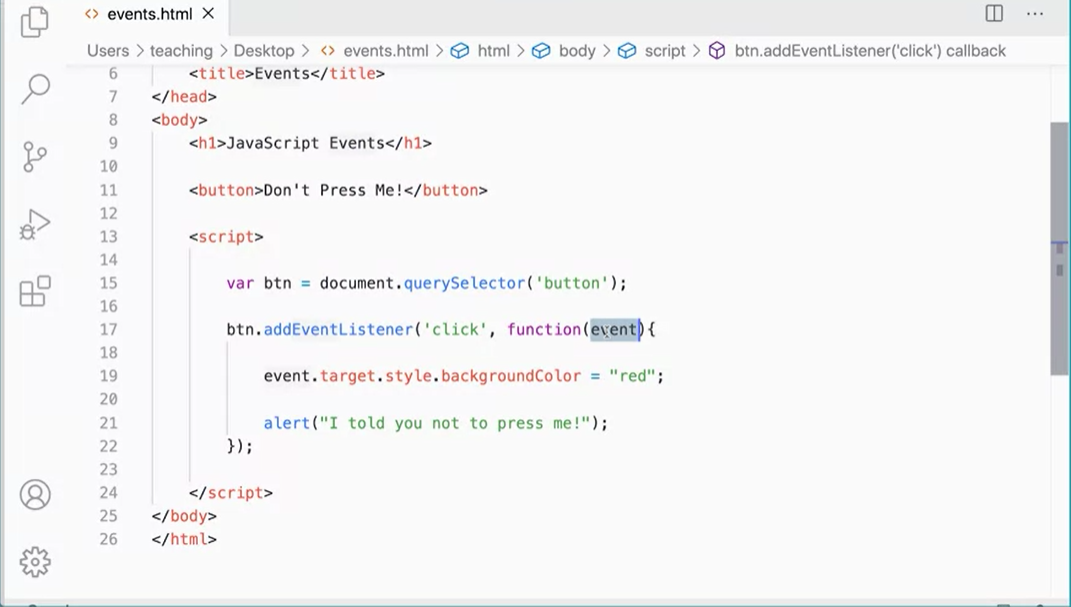 events.html
Users > teaching > Desktop > events.html > html > body > script > btn.addEventListener('click') callback
6 <title>Events</title>
7 </head>
8 <body>
9 <h1>JavaScript Events</h1>
10
11 <button>Don't Press Me!</button>
12
13 <script>
14
15 var btn = document.querySelector('button');
16
17 btn.addEventListener('click', function(event){
18
19 event.target.style.backgroundColor = "red";
20
21 alert("I told you not to press me!");
22 });
23
24 </script>
25 </body>
26 </html>